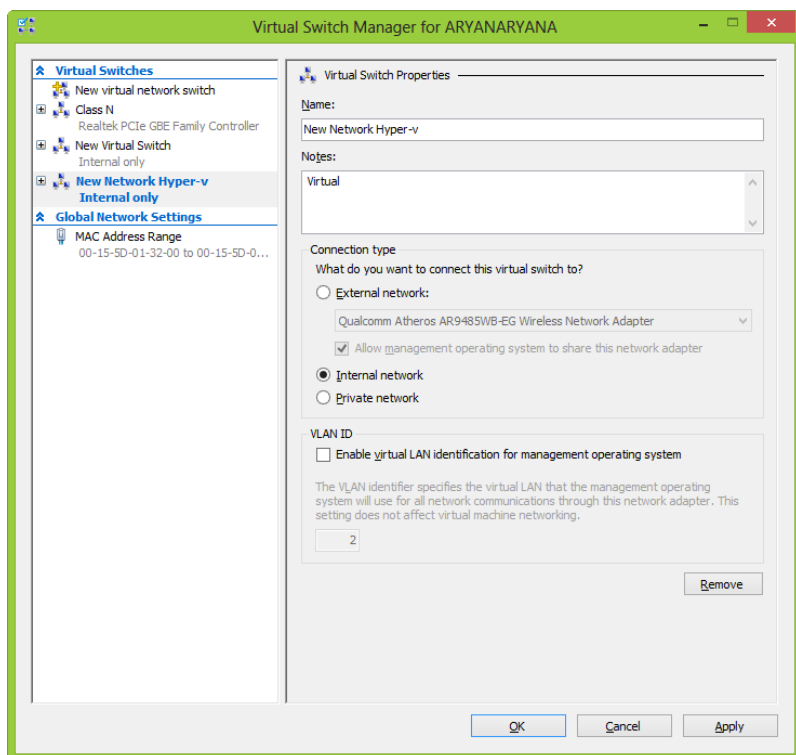 Virtual Switch Manager for ARYANARYANA
Virtual Switches
New virtual network switch
Class N
Realtek PCIe GBE Family Controller
New Virtual Switch
Internal only
New Network Hyper-v
Internal only
Global Network Settings
MAC Address Range
00-15-5D-01-32-00 to 00-15-5D-0...
Virtual Switch Properties
Name:
New Network Hyper-v
Notes:
Virtual
Connection type
What do you want to connect this virtual switch to?
External network:
Qualcomm Atheros AR9485WB-EG Wireless Network Adapter
Allow management operating system to share this network adapter
Internal network
Private network
VLAN ID
Enable virtual LAN identification for management operating system
The VLAN identifier specifies the virtual LAN that the management operating
system will use for all network communications through this network adapter. This
setting does not affect virtual machine networking.
2
Remove
OK
Cancel
Apply